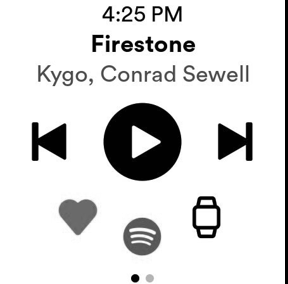 4:25 PM
Firestone
Kygo, Conrad Sewell